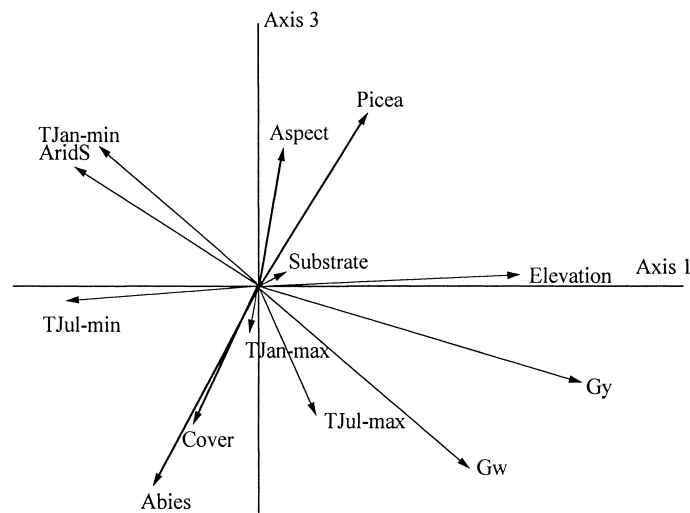 Axis 3
Picea
TJan-min
Aspect
AridS
Substrate
Axis 1
Elevation
TJul-min
TJan-max
Gy
TJul-max
Cover
Gw
Abies